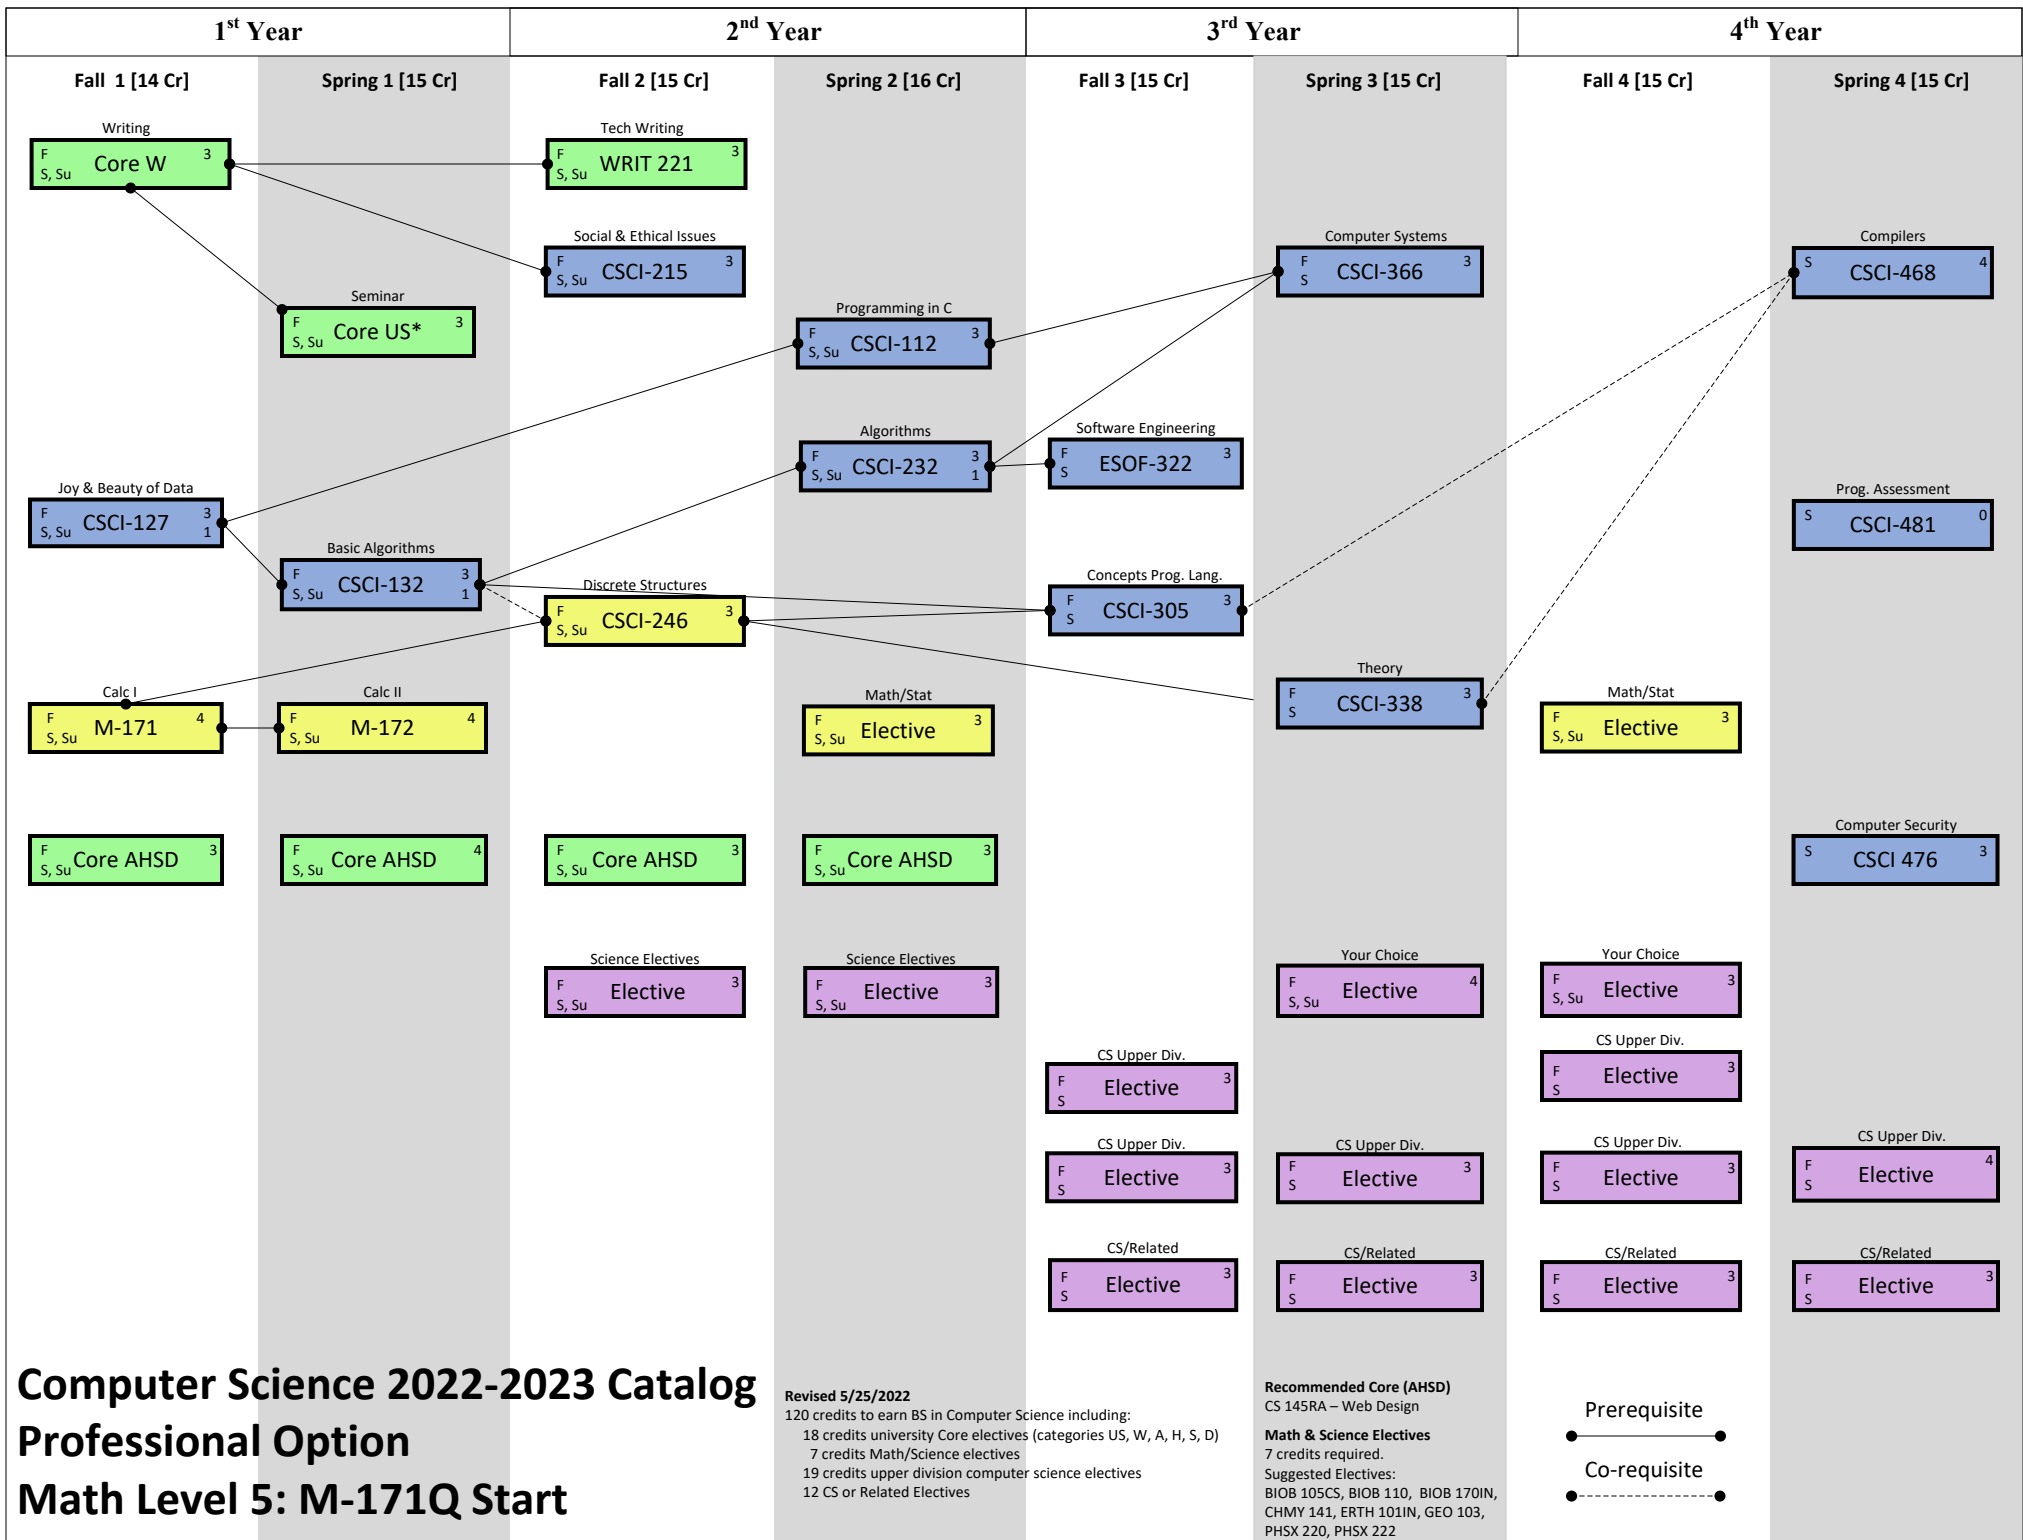 1st Year
2nd Year
3rd Year
4th Year
Fall 1 [14 Cr]
Spring 1 [15 Cr]
Fall 2 [15 Cr]
Spring 2 [16 Cr]
Fall 3 [15 Cr]
Spring 3 [15 Cr]
Fall 4 [15 Cr]
Spring 4 [15 Cr]
Writing
F
S, Su
Core W
3
Tech Writing
F
S, Su
WRIT 221
3
Social & Ethical Issues
F
S, Su
CSCI-215
3
Computer Systems
F
S
CSCI-366
3
Compilers
S
CSCI-468
4
Seminar
F
S, Su
Core US*
3
Programming in C
F
S, Su
CSCI-112
3
Algorithms
F
S, Su
CSCI-232
3
1
Software Engineering
F
S
ESOF-322
3
Joy & Beauty of Data
F
S, Su
CSCI-127
3
1
Prog. Assessment
S
CSCI-481
0
Basic Algorithms
F
S, Su
CSCI-132
3
1
Discrete Structures
F
S, Su
CSCI-246
3
Concepts Prog. Lang.
F
S
CSCI-305
3
Theory
F
S
CSCI-338
3
Calc I
F
S, Su
M-171
4
Calc II
F
S, Su
M-172
4
Math/Stat
F
S, Su
Elective
3
Math/Stat
F
S, Su
Elective
3
F
S, Su
Core AHSD
3
F
S, Su
Core AHSD
4
F
S, Su
Core AHSD
3
F
S, Su
Core AHSD
3
Computer Security
S
CSCI 476
3
Science Electives
F
S, Su
Elective
3
Science Electives
F
S, Su
Elective
3
Your Choice
F
S, Su
Elective
4
Your Choice
F
S, Su
Elective
3
CS Upper Div.
F
S
Elective
3
CS Upper Div.
F
S
Elective
3
CS Upper Div.
F
S
Elective
3
CS Upper Div.
F
S
Elective
3
CS Upper Div.
F
S
Elective
3
CS Upper Div.
F
S
Elective
4
CS/Related
F
S
Elective
3
CS/Related
F
S
Elective
3
CS/Related
F
S
Elective
3
CS/Related
F
S
Elective
3
Computer Science 2022-2023 Catalog
Professional Option
Math Level 5: M-171Q Start
Revised 5/25/2022
120 credits to earn BS in Computer Science including:
18 credits university Core electives (categories US, W, A, H, S, D)
7 credits Math/Science electives
19 credits upper division computer science electives
12 CS or Related Electives
Recommended Core (AHSD)
CS 145RA – Web Design
Math & Science Electives
7 credits required.
Suggested Electives:
BIOB 105CS, BIOB 110, BIOB 170IN,
CHMY 141, ERTH 101IN, GEO 103,
PHSX 220, PHSX 222
Prerequisite
Co-requisite